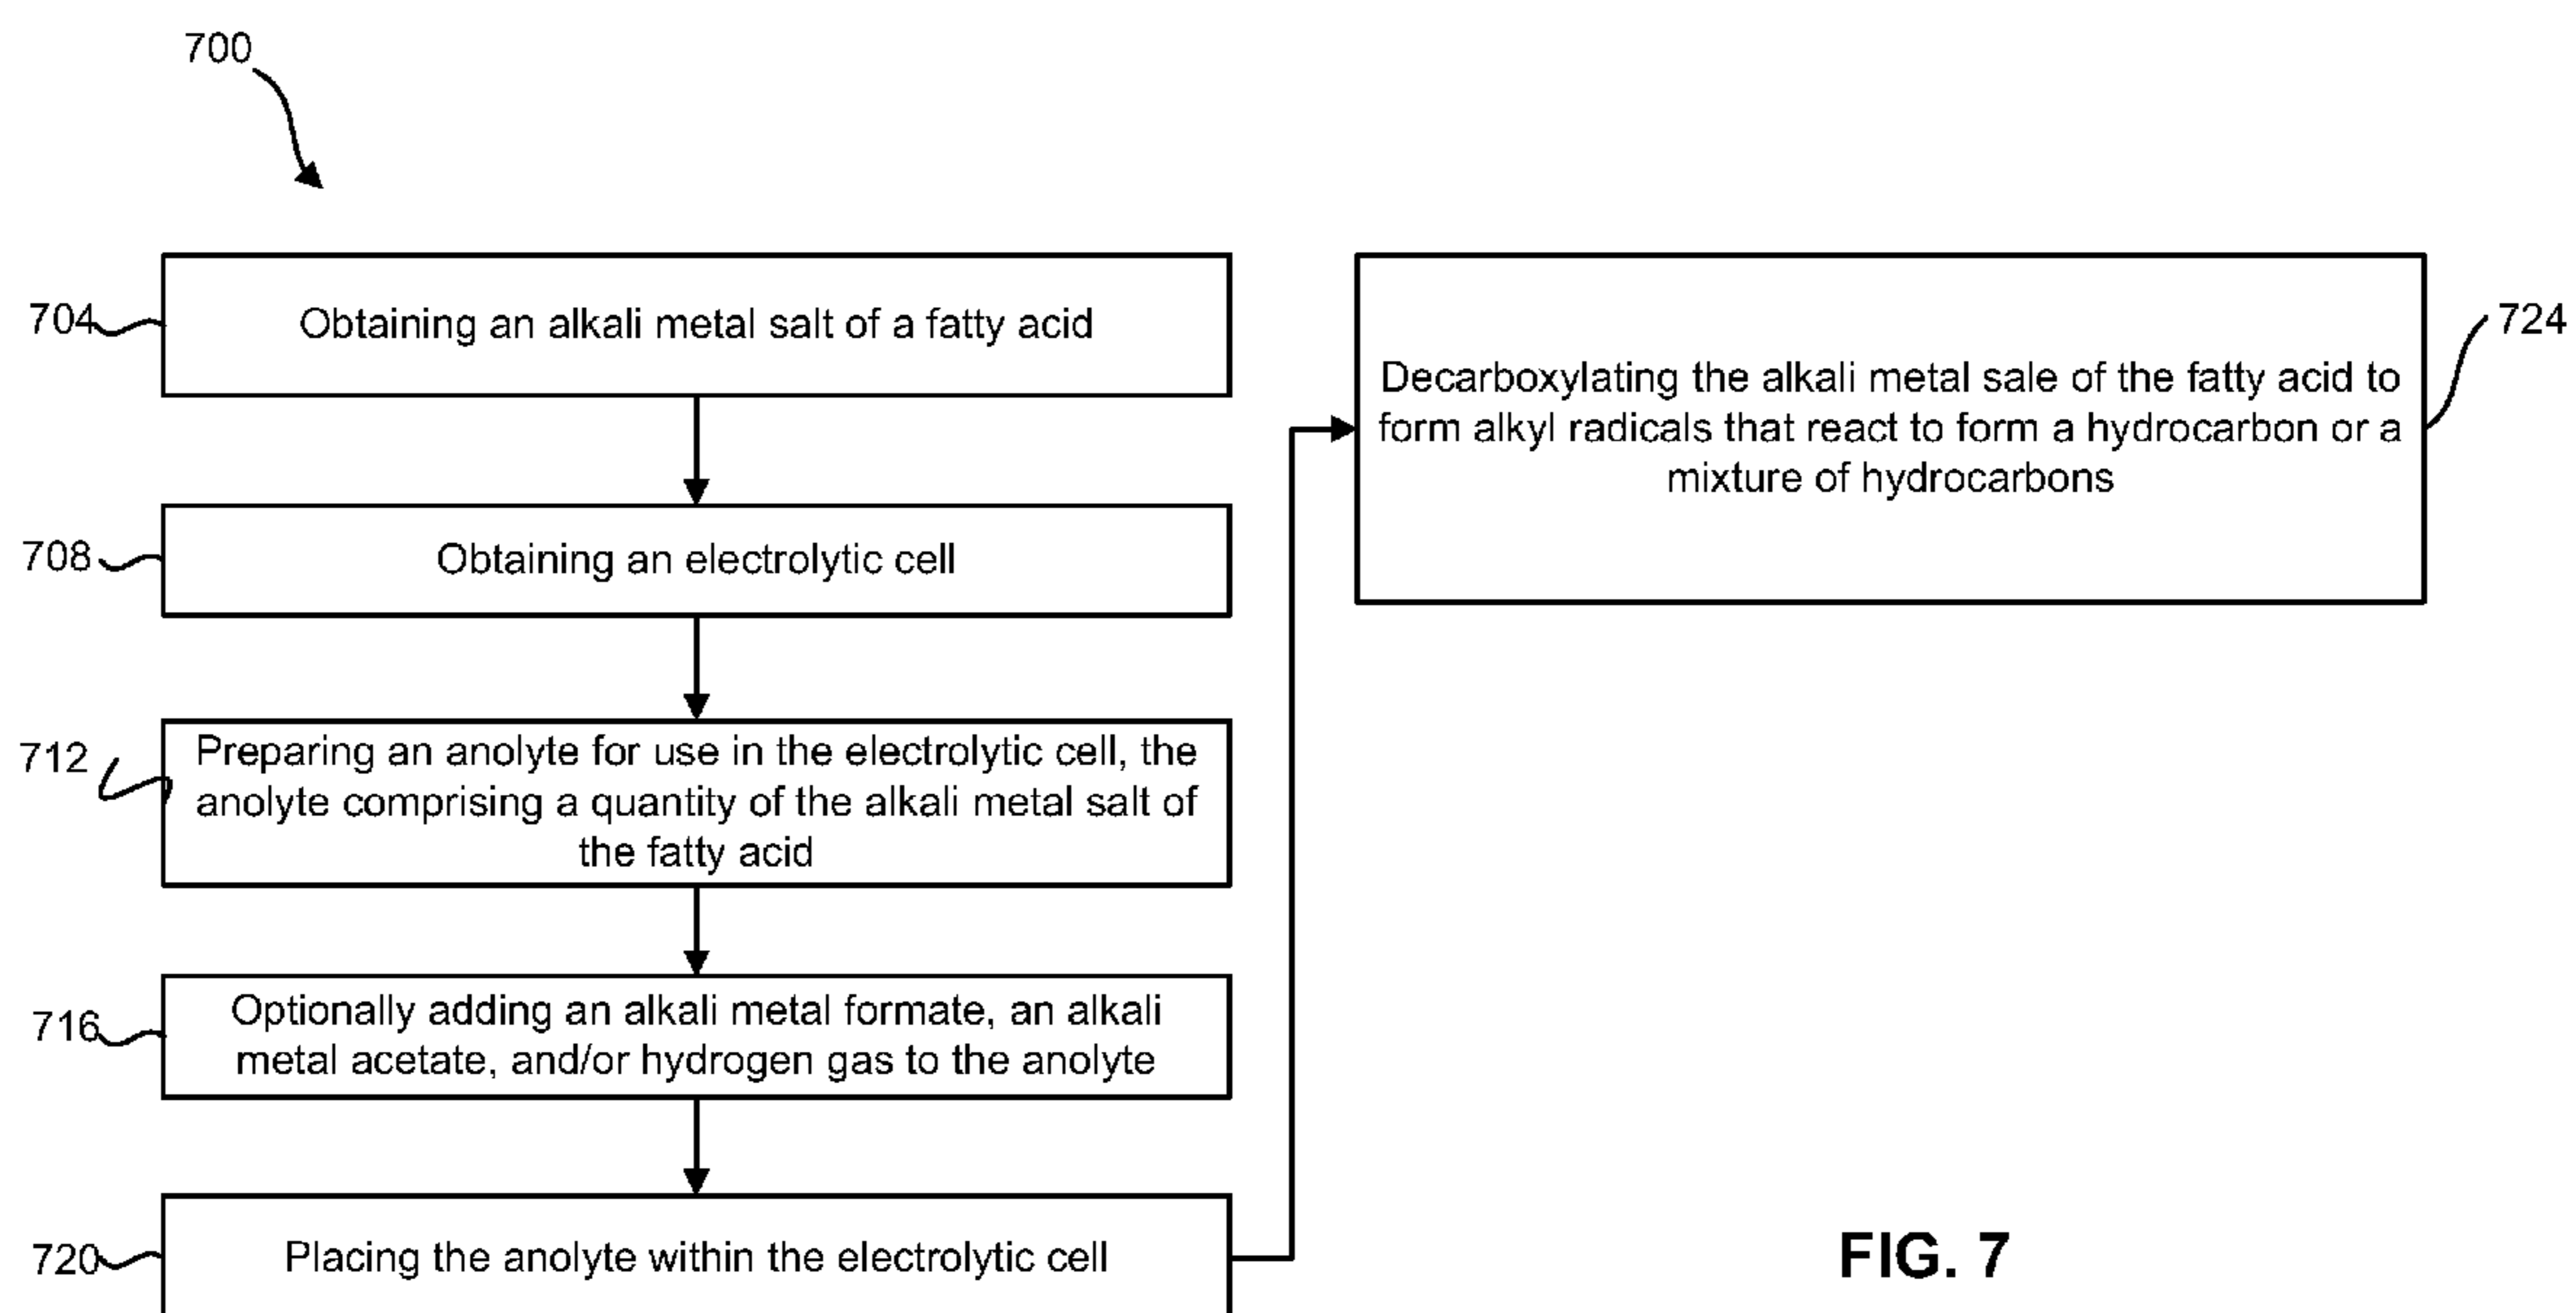 700
704
Obtaining an alkali metal salt of a fatty acid
708
Obtaining an electrolytic cell
712
Preparing an anolyte for use in the electrolytic cell, the
anolyte comprising a quantity of the alkali metal salt of
the fatty acid
716
Optionally adding an alkali metal formate, an alkali
metal acetate, and/or hydrogen gas to the anolyte
720
Placing the anolyte within the electrolytic cell
724
Decarboxylating the alkali metal sale of the fatty acid to
form alkyl radicals that react to form a hydrocarbon or a
mixture of hydrocarbons
FIG. 7